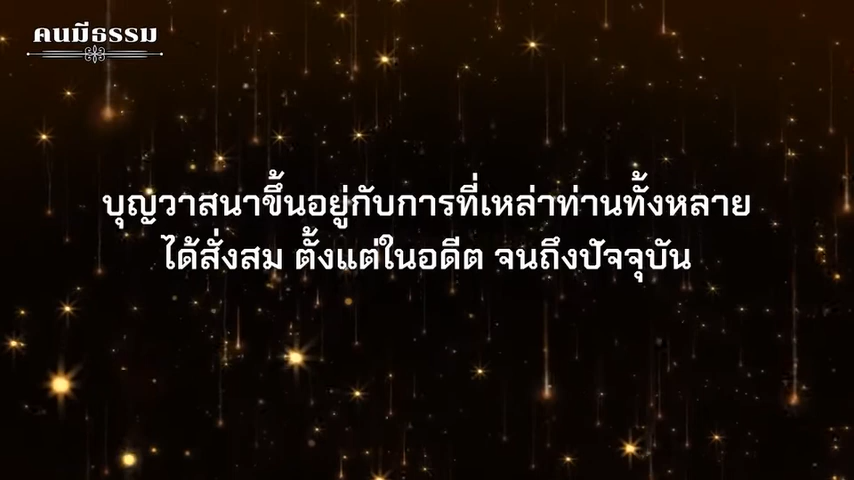 คนมีธรรม
บุญวาสนาขึ้นอยู่กับการที่เหล่าท่านทั้งหลาย
ได้สั่งสม ตั้งแต่ในอดีต จนถึงปัจจุบัน